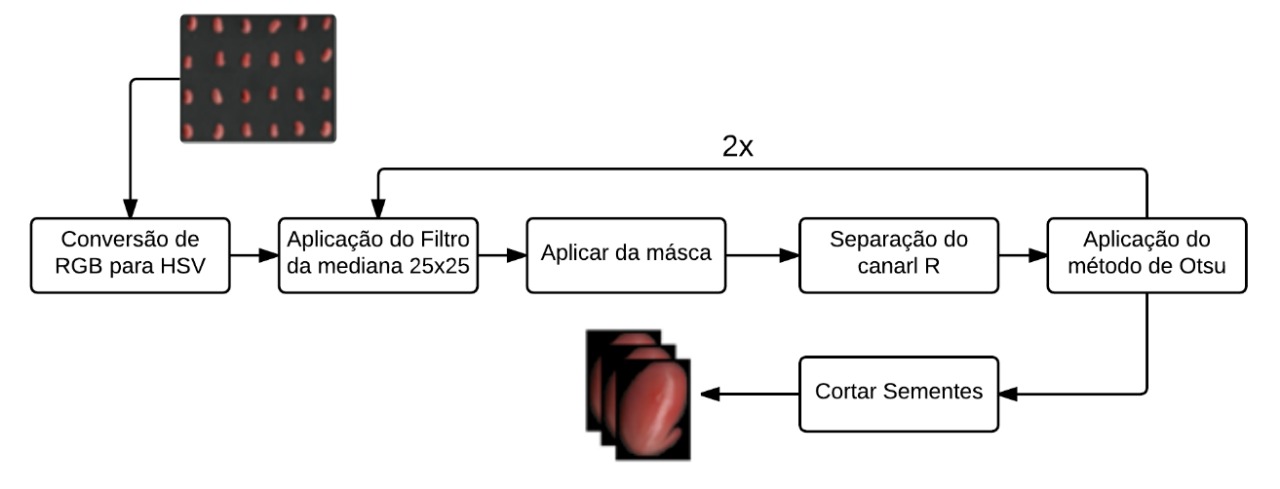 2x
Conversão de
RGB para HSV
Aplicação do Filtro
da mediana 25x25
Aplicar da másca
Separação do
canarl R
Aplicação do
método de Otsu
Cortar Sementes